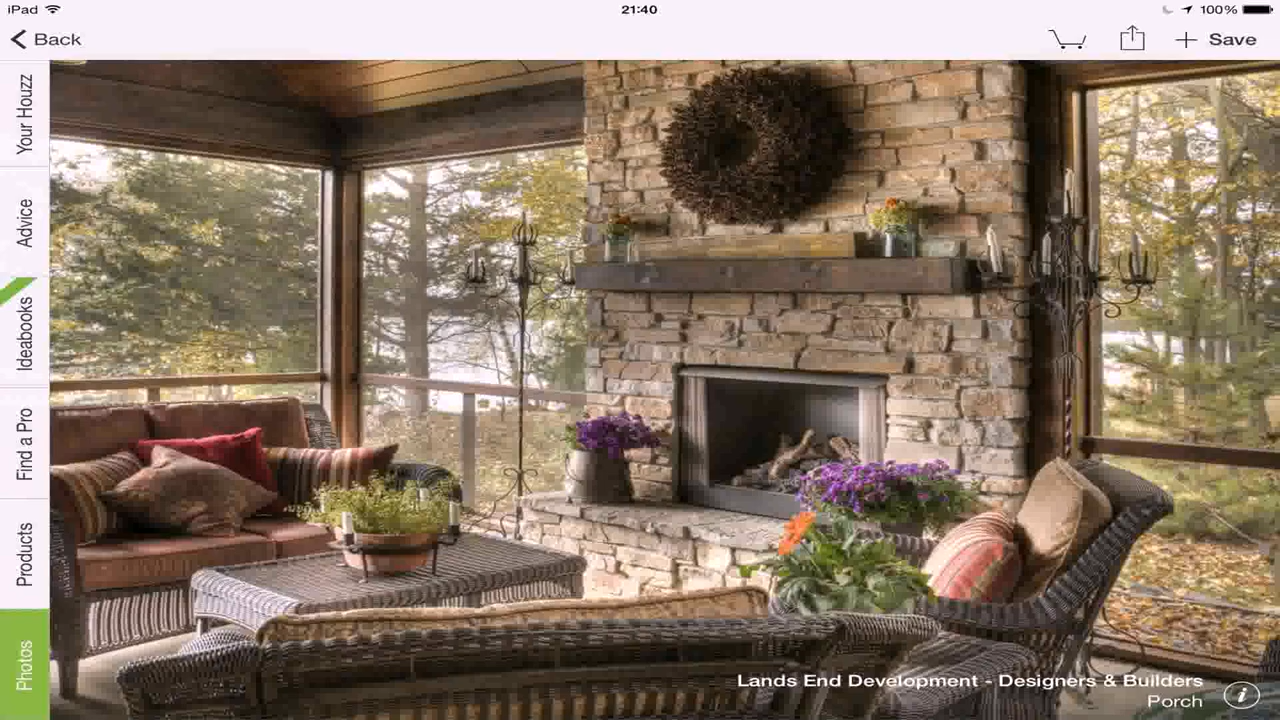 iPad
21:40
100%
Back
Save
Your Houzz
Advice
Ideabooks
Find a Pro
Products
Photos
Lands End Development - Designers & Builders
Porch